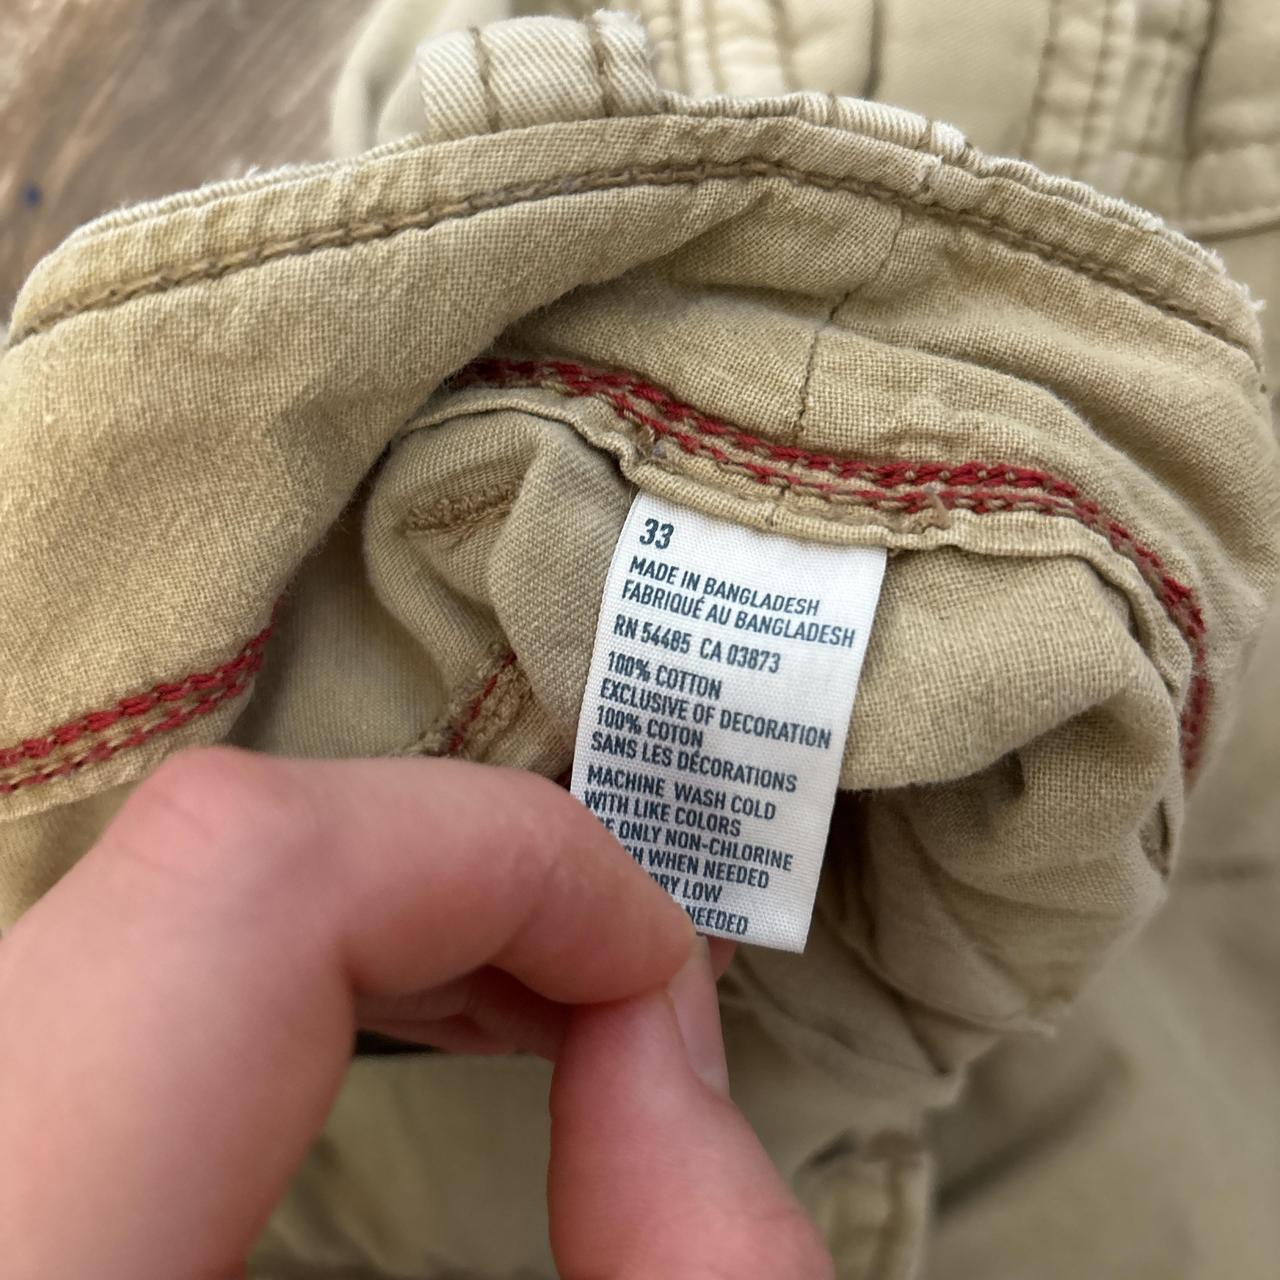 33
MADE IN BANGLADESH
FABRIQUÉ AU BANGLADESH
RN 54485 CA 03873
100% COTTON
EXCLUSIVE OF DECORATION
100% COTON
SANS LES DÉCORATIONS
MACHINE WASH COLD
WITH LIKE COLORS
ONLY NON-CHLORINE
WHEN NEEDED
LOW
NEEDED